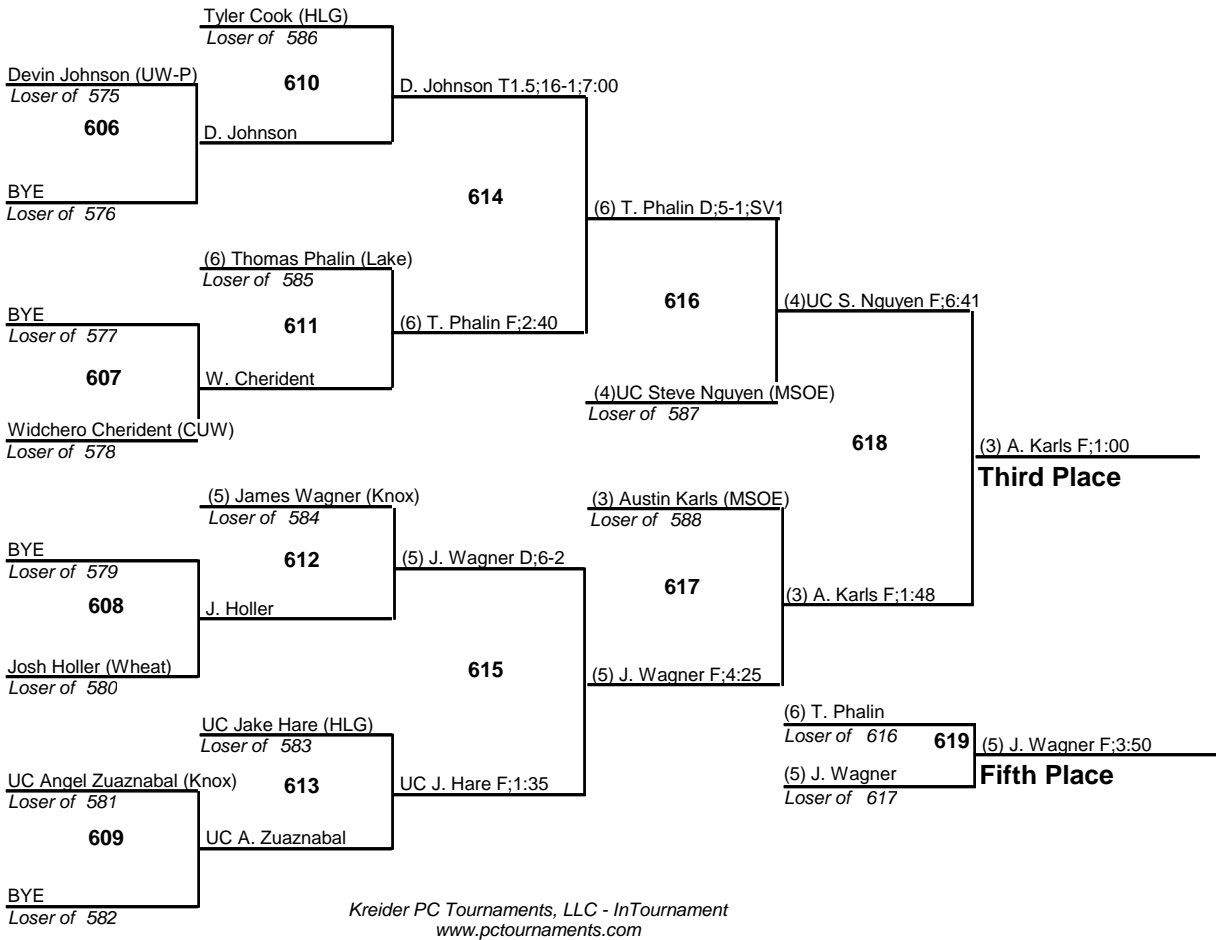 Tyler Cook (HLG)
Loser of 586
Devin Johnson (UW-P)
Loser of 575
610
D. Johnson T1.5;16-1;7:00
606
D. Johnson
BYE
Loser of 576
614
(6) T. Phalin D;5-1;SV1
(6) Thomas Phalin (Lake)
Loser of 585
616
(4)UC S. Nguyen F;6:41
BYE
Loser of 577
611
(6) T. Phalin F;2:40
607
W. Cherident
(4)UC Steve Nguyen (MSOE)
Loser of 587
Widchero Cherident (CUW)
Loser of 578
618
(3) A. Karls F;1:00
Third Place
(5) James Wagner (Knox)
Loser of 584
(3) Austin Karls (MSOE)
Loser of 588
BYE
Loser of 579
612
(5) J. Wagner D;6-2
617
(3) A. Karls F;1:48
608
J. Holler
Josh Holler (Wheat)
Loser of 580
615
(5) J. Wagner F;4:25
UC Jake Hare (HLG)
Loser of 583
(6) T. Phalin
Loser of 616
619
(5) J. Wagner F;3:50
Fifth Place
(5) J. Wagner
Loser of 617
UC Angel Zuaznabal (Knox)
Loser of 581
613
UC J. Hare F;1:35
609
UC A. Zuaznabal
BYE
Loser of 582
Kreider PC Tournaments, LLC - InTournament
www.pctournaments.com